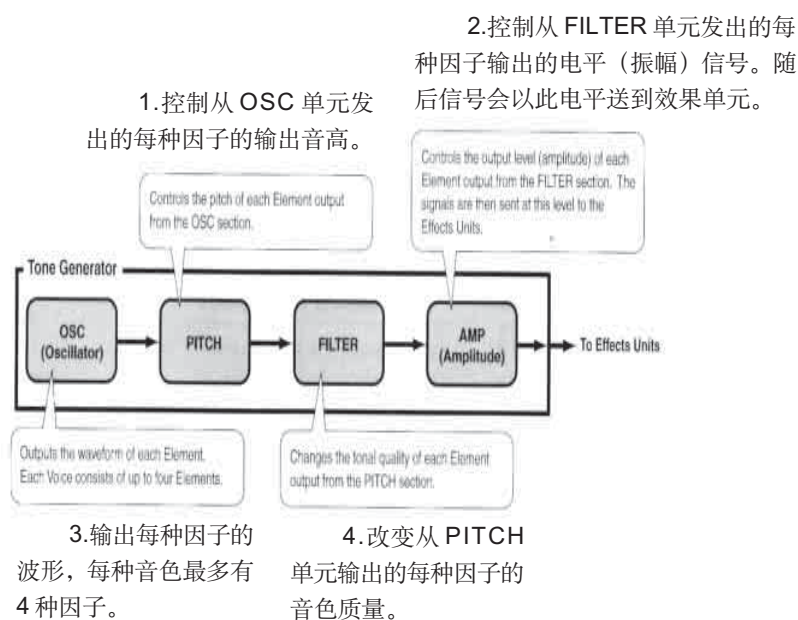 2.控制从 FILTER 单元发出的每
种因子输出的电平（振幅）信号。随
后信号会以此电平送到效果单元。
1.控制从 OSC 单元发
出的每种因子的输出音高。
Controls the output level (amplitude) of each
Element output from the FILTER section. The
signals are then sent at this level to the
Effects Units.
Controls the pitch of each Element output
from the OSC section.
Tone Generator
OSC
(Oscillator)
PITCH
FILTER
AMP
(Amplitude)
To Effects Units
Outputs the waveform of each Element.
Each Voice consists of up to four Elements.
Changes the tonal quality of each Element
output from the PITCH section.
3.输出每种因子的
波形，每种音色最多有
4 种因子。
4.改变从 PITCH
单元输出的每种因子的
音色质量。